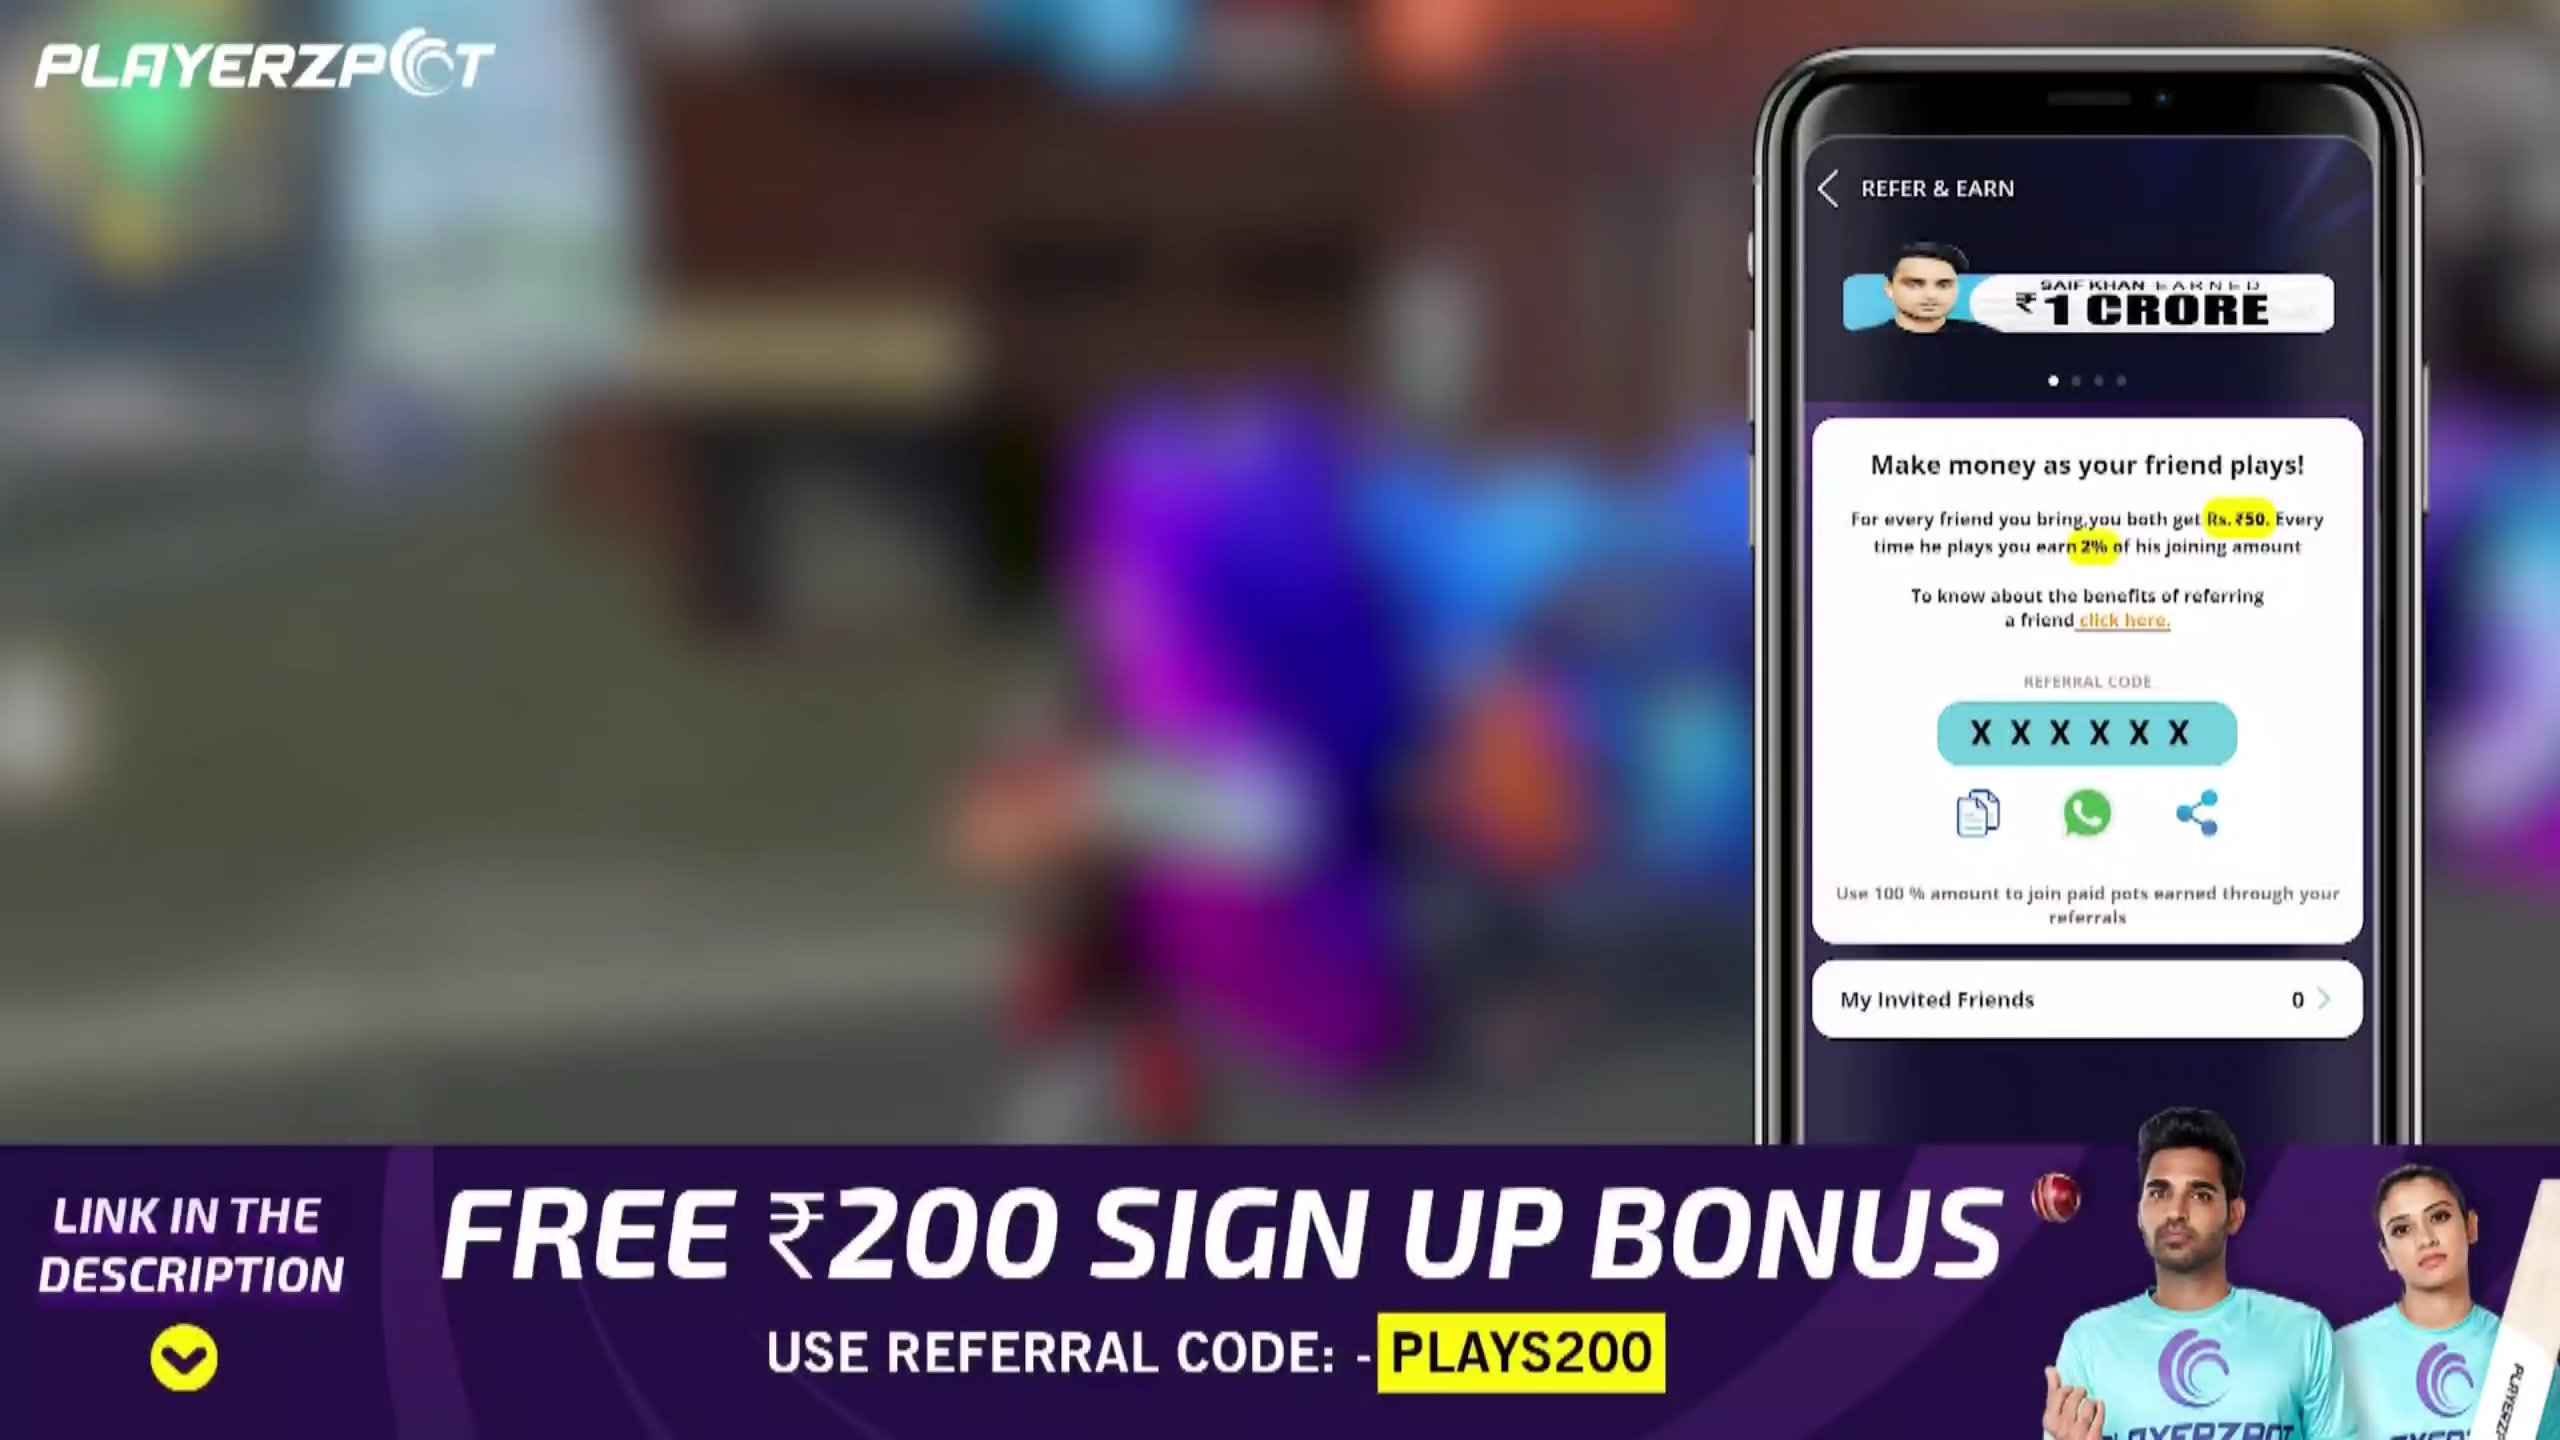 PLAYERZPOT
REFER & EARN
SAIF KHAN EARNED
₹ 1 CRORE
Make money as your friend plays!
For every friend you bring,you both get Rs. ₹50. Every
time he plays you earn 2% of his joining amount
To know about the benefits of referring
a friend click here.
REFERRAL CODE
X X X X X X
Use 100 % amount to join paid pots earned through your
referrals
My Invited Friends 0
LINK IN THE
DESCRIPTION
FREE ₹200 SIGN UP BONUS
USE REFERRAL CODE: - PLAYS200
PLAYERZPOT